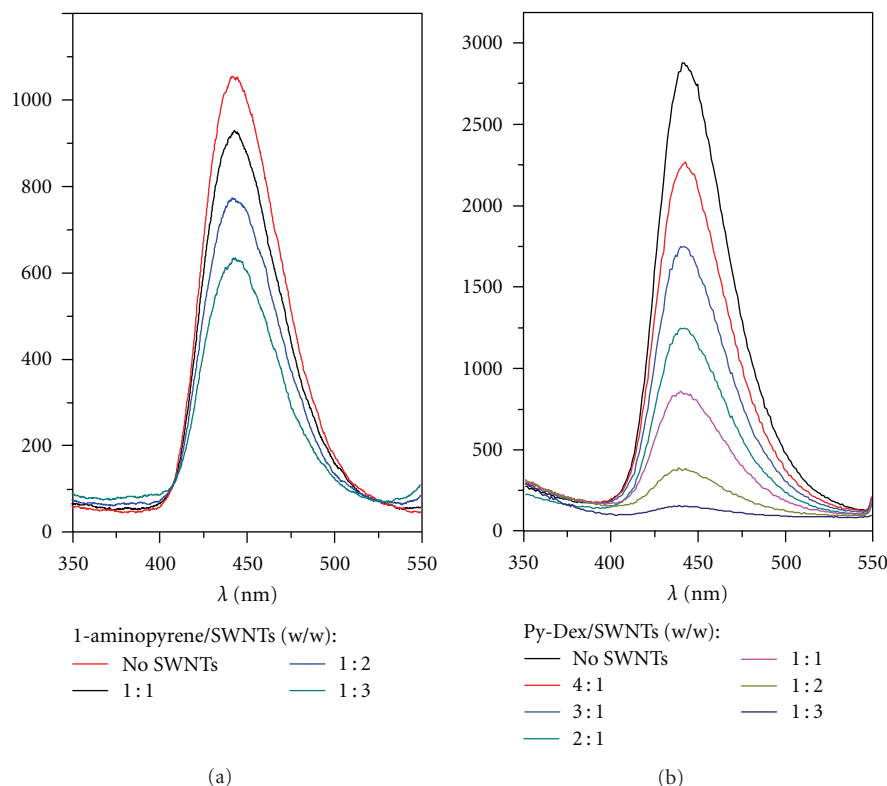 1000
800
600
400
200
0
350 400 450 500 550
λ (nm)
1-aminopyrene/SWNTs (w/w):
No SWNTs 1 : 2
1 : 1 1 : 3
(a)
3000
2500
2000
1500
1000
500
0
350 400 450 500 550
λ (nm)
Py-Dex/SWNTs (w/w):
No SWNTs 1 : 1
4 : 1 1 : 2
3 : 1 1 : 3
2 : 1
(b)